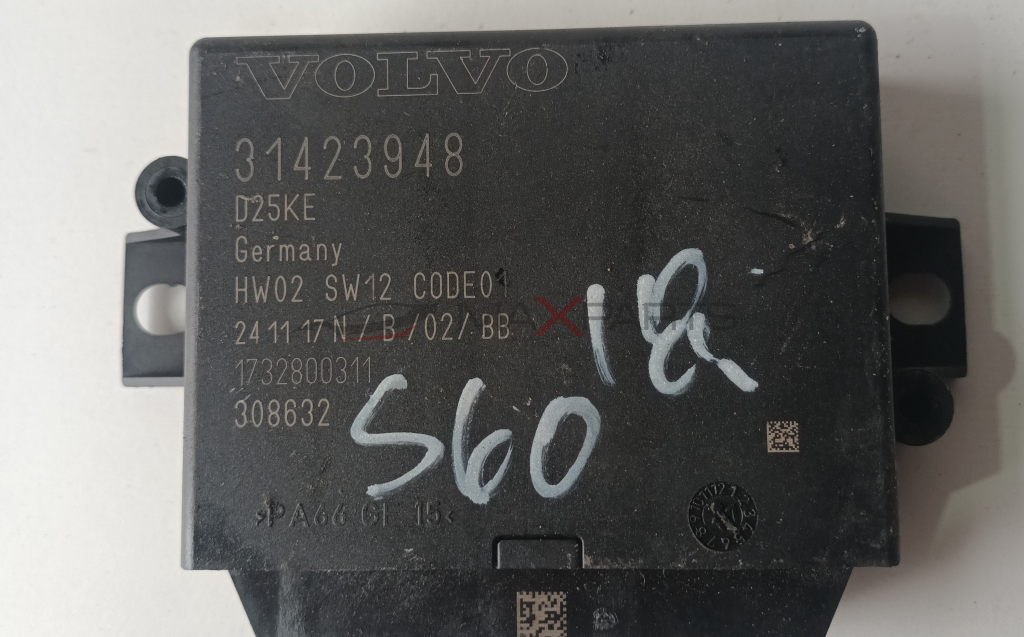 VOLVO
31423948
D25KE
Germany
HW02 SW12 CODE01
24 11 17 N / B / 02 / BB
1732800311
308632
S60
18
>PA66 GF 15<